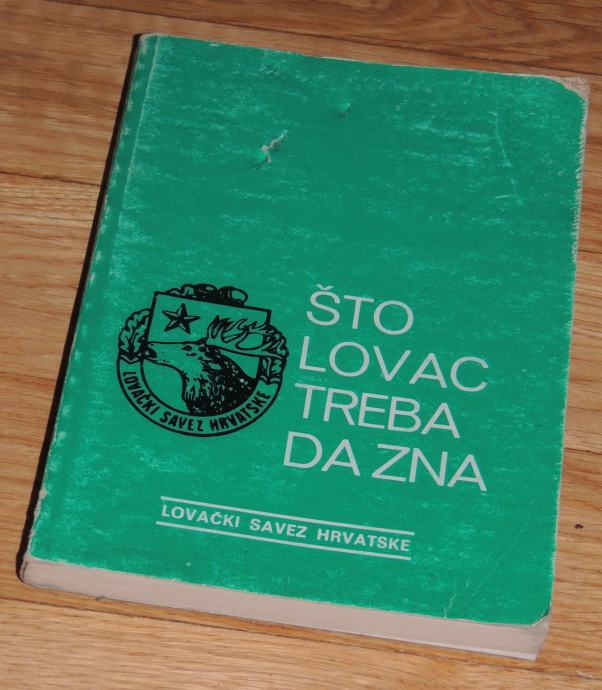 ŠTO
LOVAC
TREBA
DA ZNA
LOVAČKI SAVEZ HRVATSKE
LOVAČKI SAVEZ HRVATSKE